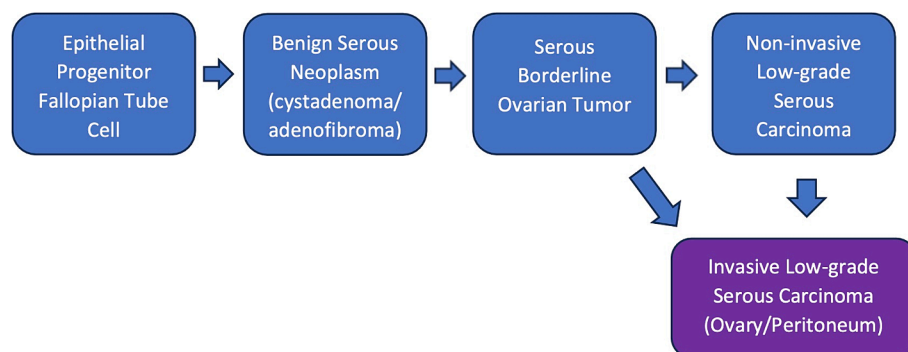 Epithelial
Progenitor
Fallopian Tube
Cell
Benign Serous
Neoplasm
(cystadenoma/
adenofibroma)
Serous
Borderline
Ovarian Tumor
Non-invasive
Low-grade
Serous
Carcinoma
Invasive Low-grade
Serous Carcinoma
(Ovary/Peritoneum)